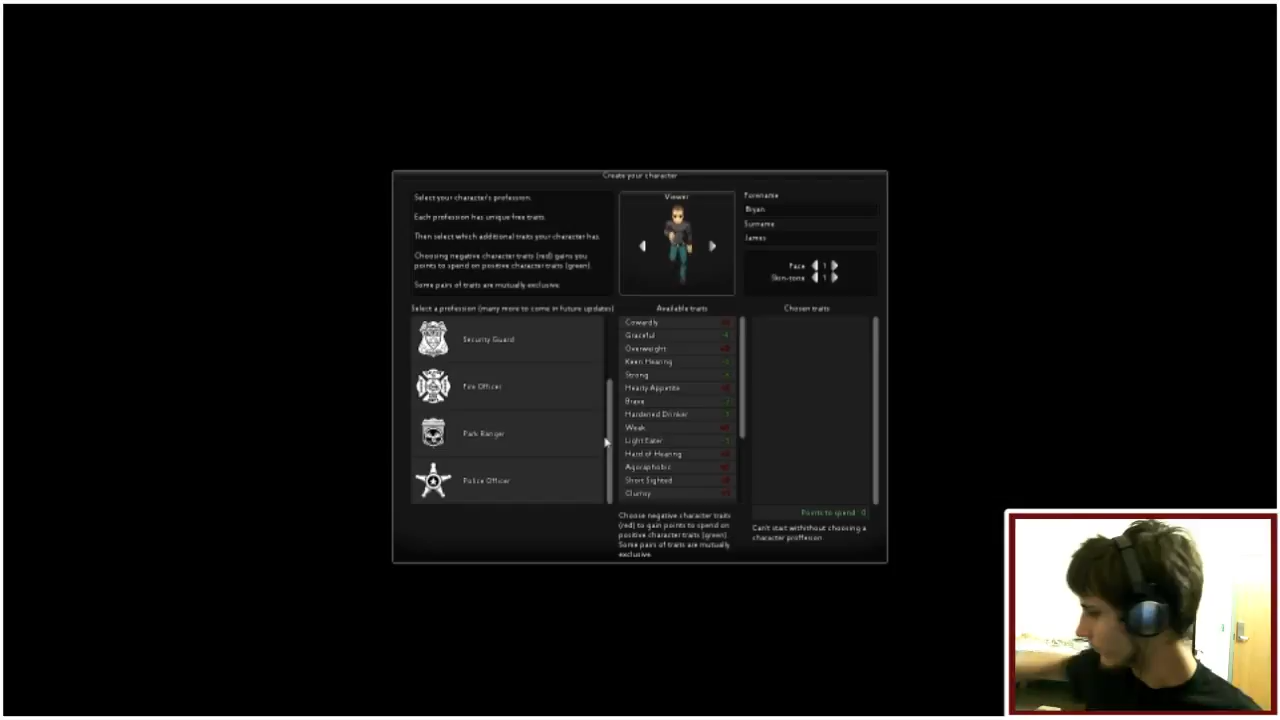 Create your character
Select your character's profession.
Each profession has unique free traits.
Then select which additional traits your character has.
Choosing negative character traits (red) gains you
points to spend on positive character traits (green).
Some pairs of traits are mutually exclusive.
Viewer
Forename
Bryan
Surname
James
Face 1
Skin-tone 1
Select a profession (many more to come in future updates)
Security Guard
Fire Officer
Park Ranger
Police Officer
Available traits
Cowardly
Graceful
Overweight
Keen Hearing
Strong
Hearty Appetite
Brave
Hardened Drinker
Weak
Light Eater
Hard of Hearing
Agoraphobic
Short Sighted
Clumsy
Choose negative character traits
(red) to gain points to spend on
positive character traits (green).
Some pairs of traits are mutually
exclusive.
Chosen traits
Points to spend 0
Can't start withithout choosing a
character proffesion